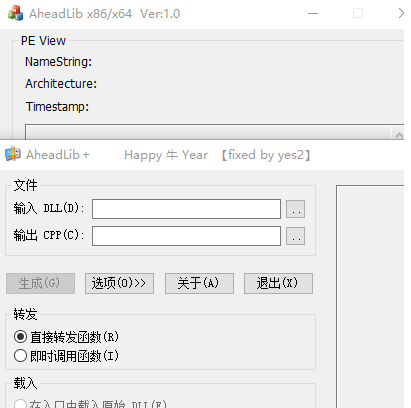 AheadLib x86/x64 Ver:1.0
PE View
NameString:
Architecture:
Timestamp:
AheadLib + Happy 牛 Year 【fixed by yes2】
文件
输入 DLL(D):
..
输出 CPP(C):
..
生成(G) 选项(O)>> 关于(A) 退出(X)
转发
直接转发函数(R)
即时调用函数(I)
载入
在入口中载入原始 DLL(E)